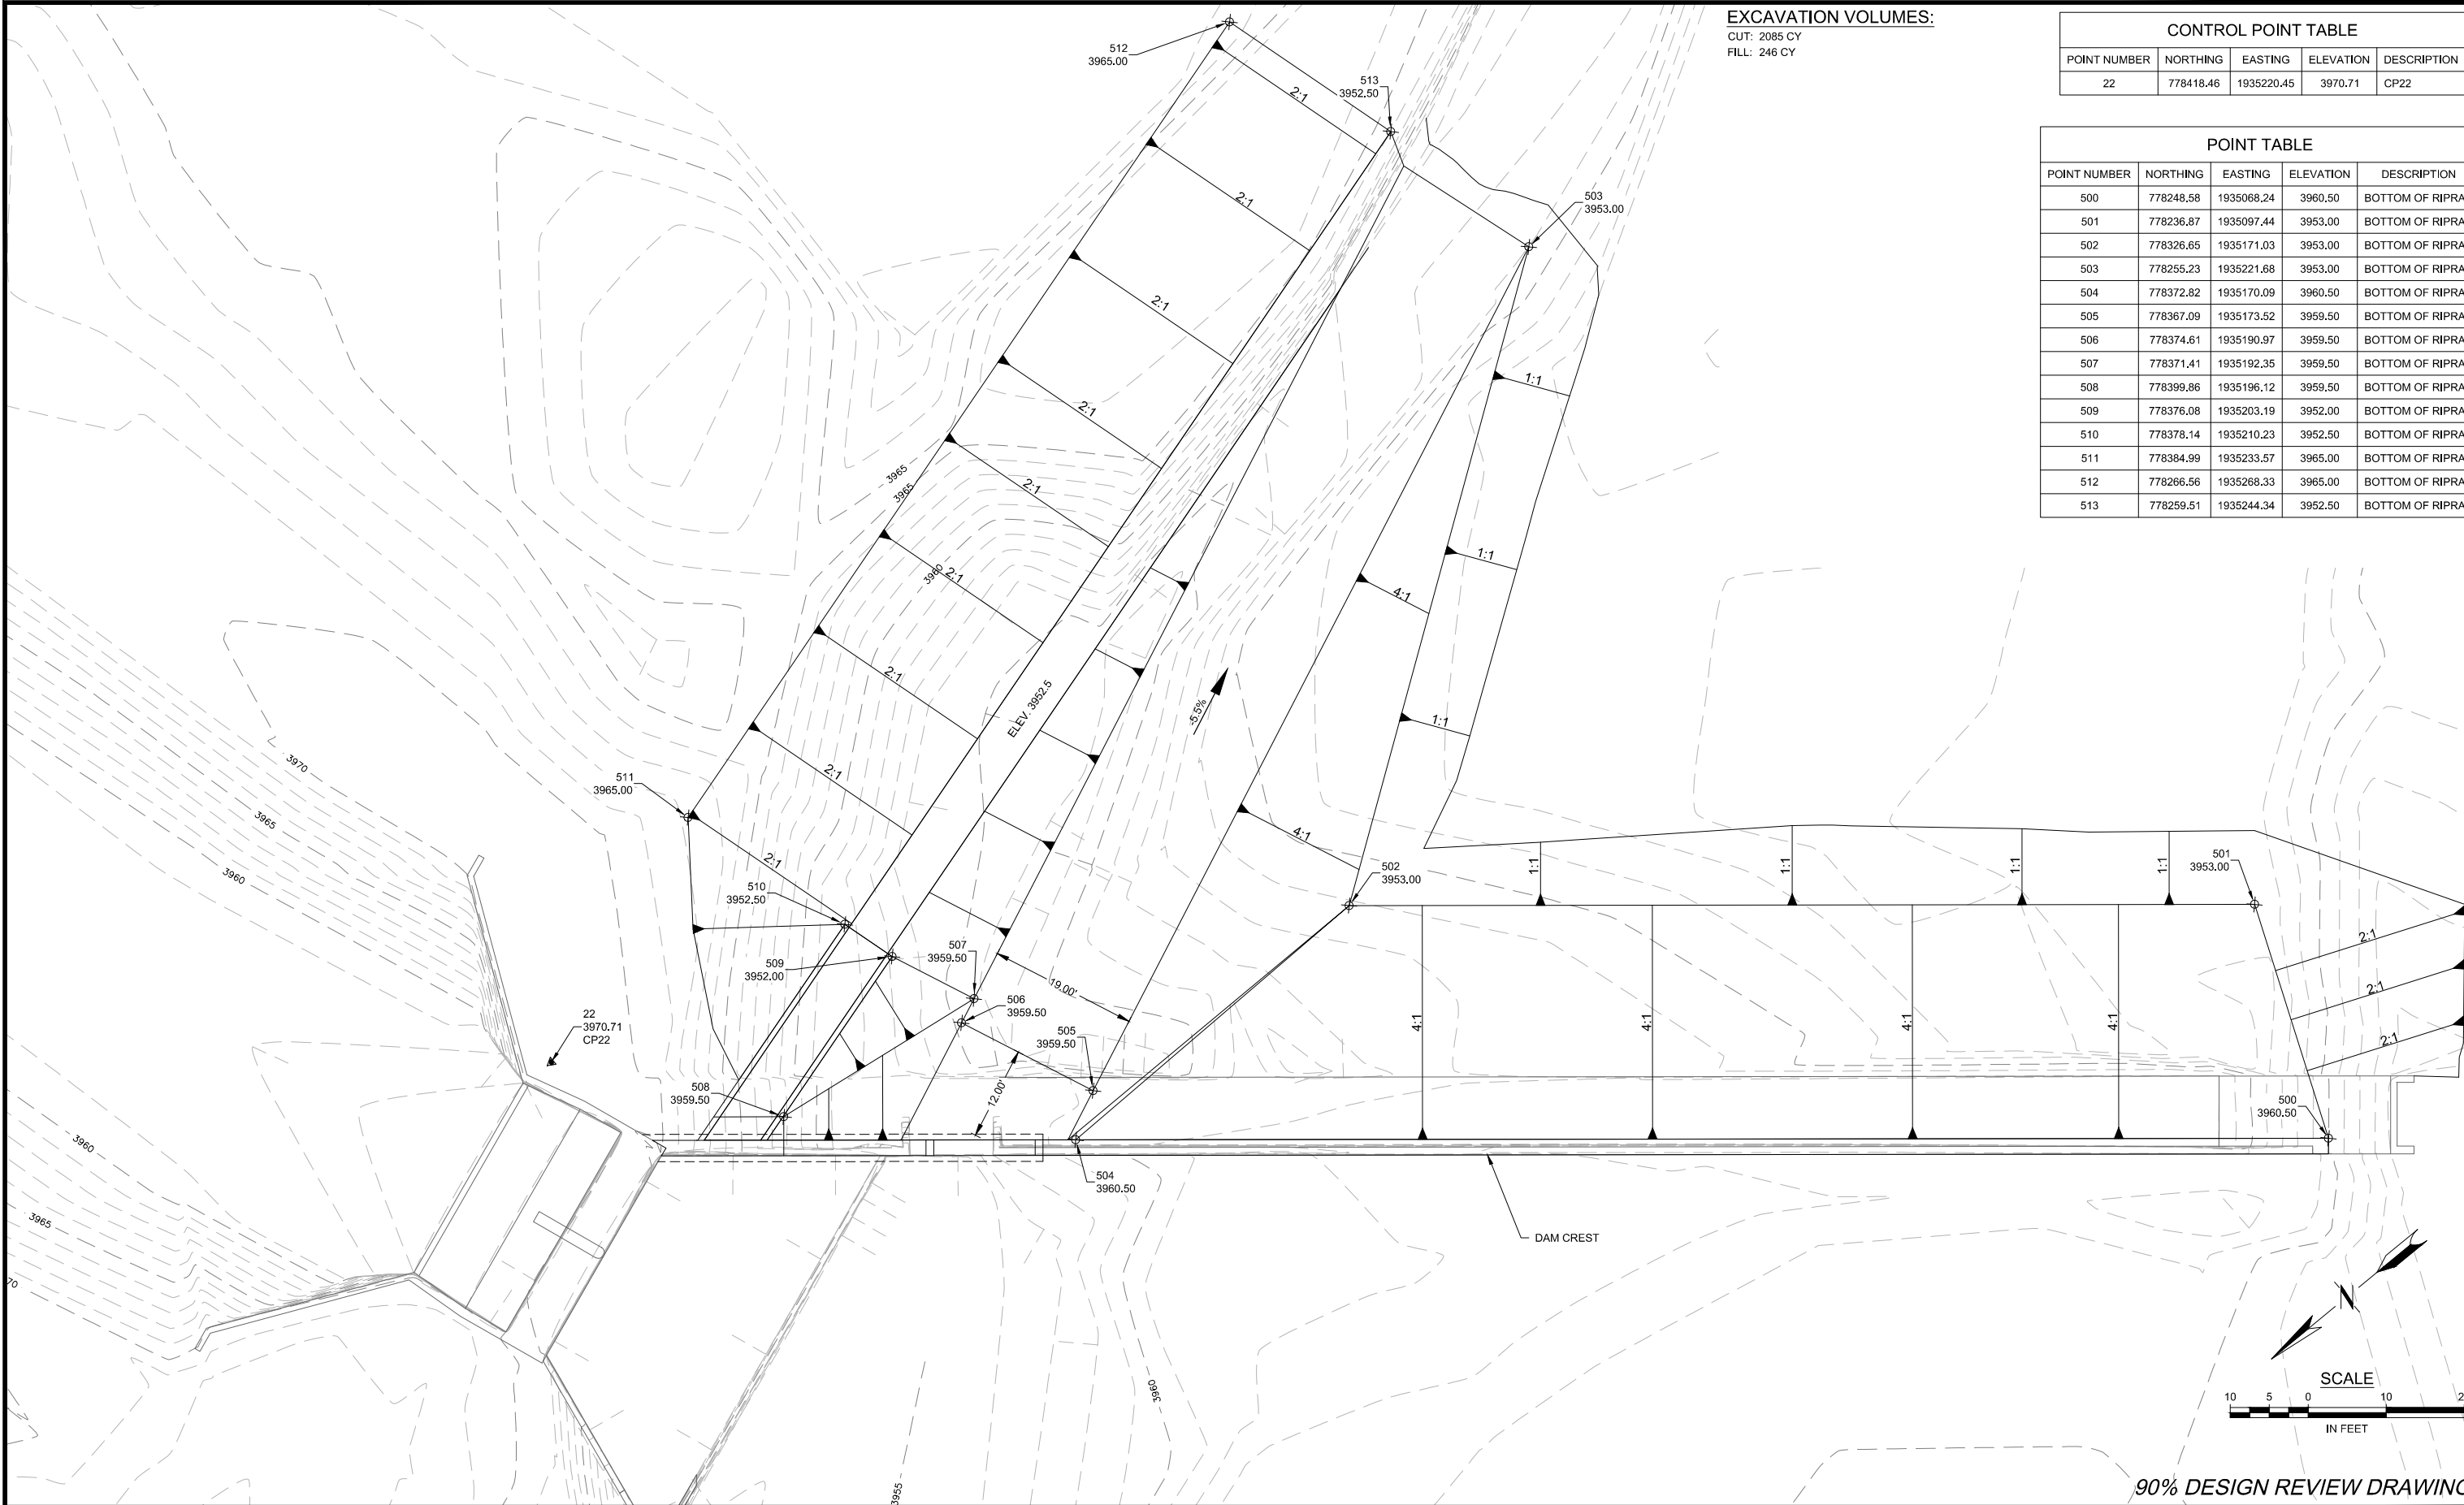 EXCAVATION VOLUMES:
CUT: 2085 CY
FILL: 246 CY
CONTROL POINT TABLE
POINT NUMBER NORTHING EASTING ELEVATION DESCRIPTION
22 778418.46 1935220.45 3970.71 CP22
POINT TABLE
POINT NUMBER NORTHING EASTING ELEVATION DESCRIPTION
500 778248.58 1935068.24 3960.50 BOTTOM OF RIPRA
501 778236.87 1935097.44 3953.00 BOTTOM OF RIPRA
502 778326.65 1935171.03 3953.00 BOTTOM OF RIPRA
503 778255.23 1935221.68 3953.00 BOTTOM OF RIPRA
504 778372.82 1935170.09 3960.50 BOTTOM OF RIPRA
505 778367.09 1935173.52 3959.50 BOTTOM OF RIPRA
506 778374.61 1935190.97 3959.50 BOTTOM OF RIPRA
507 778371.41 1935192.35 3959.50 BOTTOM OF RIPRA
508 778399.86 1935196.12 3959.50 BOTTOM OF RIPRA
509 778376.08 1935203.19 3952.00 BOTTOM OF RIPRA
510 778378.14 1935210.23 3952.50 BOTTOM OF RIPRA
511 778384.99 1935233.57 3965.00 BOTTOM OF RIPRA
512 778266.56 1935268.33 3965.00 BOTTOM OF RIPRA
513 778259.51 1935244.34 3952.50 BOTTOM OF RIPRA
512
3965.00
513
3952.50
503
3953.00
2:1
2:1
2:1
2:1
2:1
2:1
2:1
2:1
2:1
1:1
1:1
1:1
4:1
4:1
3965
3965
3960
ELEV. 3952.5
-5.5%
511
3965.00
510
3952.50
509
3952.00
507
3959.50
506
3959.50
505
3959.50
508
3959.50
19.00'
12.00'
502
3953.00
501
3953.00
1:1
1:1
1:1
1:1
4:1
4:1
4:1
4:1
2:1
2:1
2:1
500
3960.50
504
3960.50
22
3970.71
CP22
3970
3965
3960
3960
3965
70
3955
3960
DAM CREST
N
SCALE
10 5 0 10 2
IN FEET
90% DESIGN REVIEW DRAWING